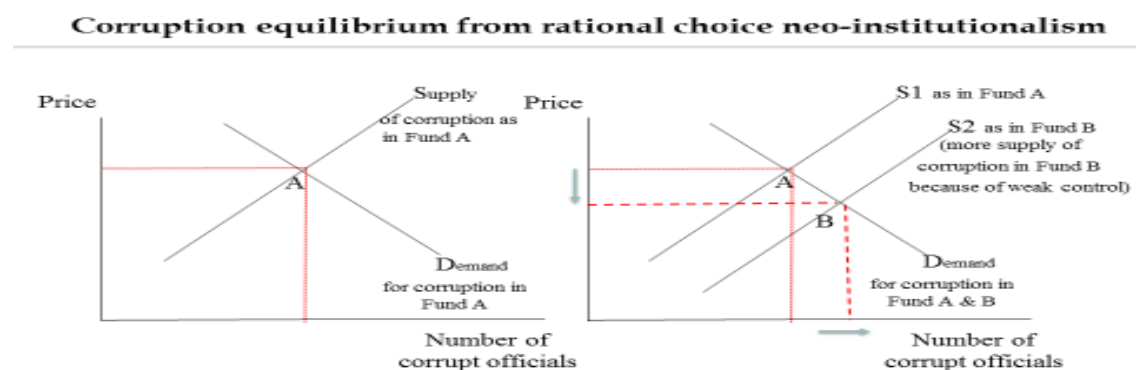 Corruption equilibrium from rational choice neo-institutionalism
Price
Supply
of corruption as
in Fund A
A
Demand
for corruption in
Fund A
Number of
corrupt officials
Price
S1 as in Fund A
S2 as in Fund B
(more supply of
corruption in Fund B
because of weak control)
A
B
Demand
for corruption in
Fund A & B
Number of
corrupt officials